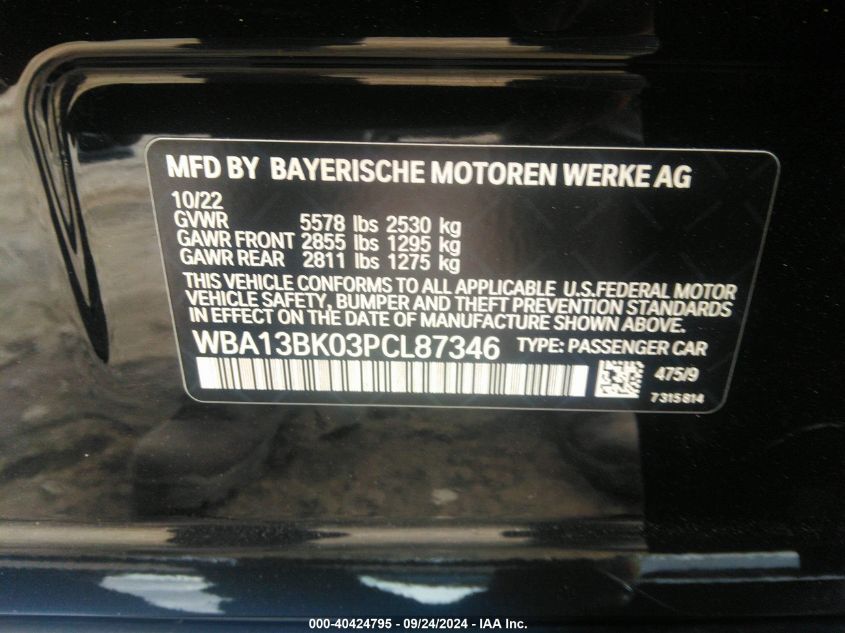 MFD BY BAYERISCHE MOTOREN WERKE AG
10/22
GVWR 5578 lbs 2530 kg
GAWR FRONT 2855 lbs 1295 kg
GAWR REAR 2811 lbs 1275 kg
THIS VEHICLE CONFORMS TO ALL APPLICABLE U.S.FEDERAL MOTOR
VEHICLE SAFETY, BUMPER AND THEFT PREVENTION STANDARDS
IN EFFECT ON THE DATE OF MANUFACTURE SHOWN ABOVE.
WBA13BK03PCL87346 TYPE: PASSENGER CAR
475/9
7315814
000-40424795 - 09/24/2024 - IAA Inc.